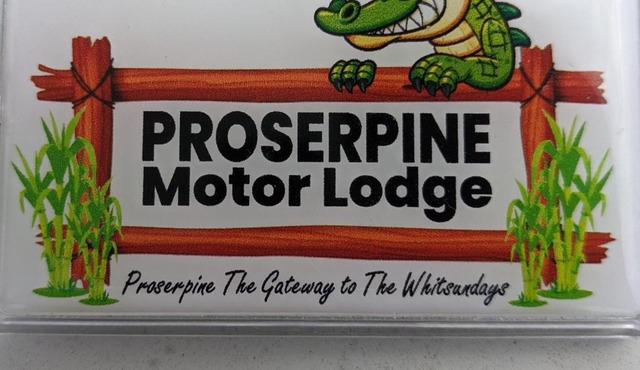 PROSERPINE
Motor Lodge
Proserpine The Gateway to The Whitsundays